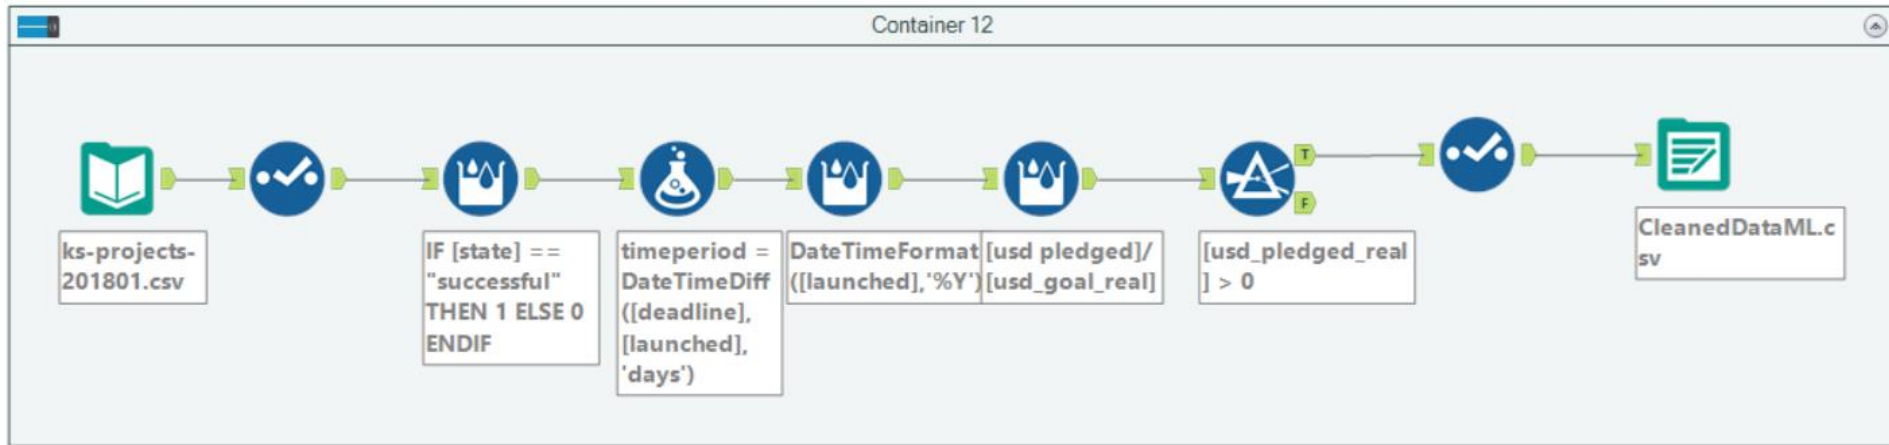 Container 12
ks-projects-
201801.csv
IF [state] ==
"successful"
THEN 1 ELSE 0
ENDIF
timeperiod =
DateTimeDiff
([deadline],
[launched],
'days')
DateTimeFormat
([launched],'%Y')
[usd pledged]/
[usd_goal_real]
T
F
[usd_pledged_real
] > 0
CleanedDataML.c
sv